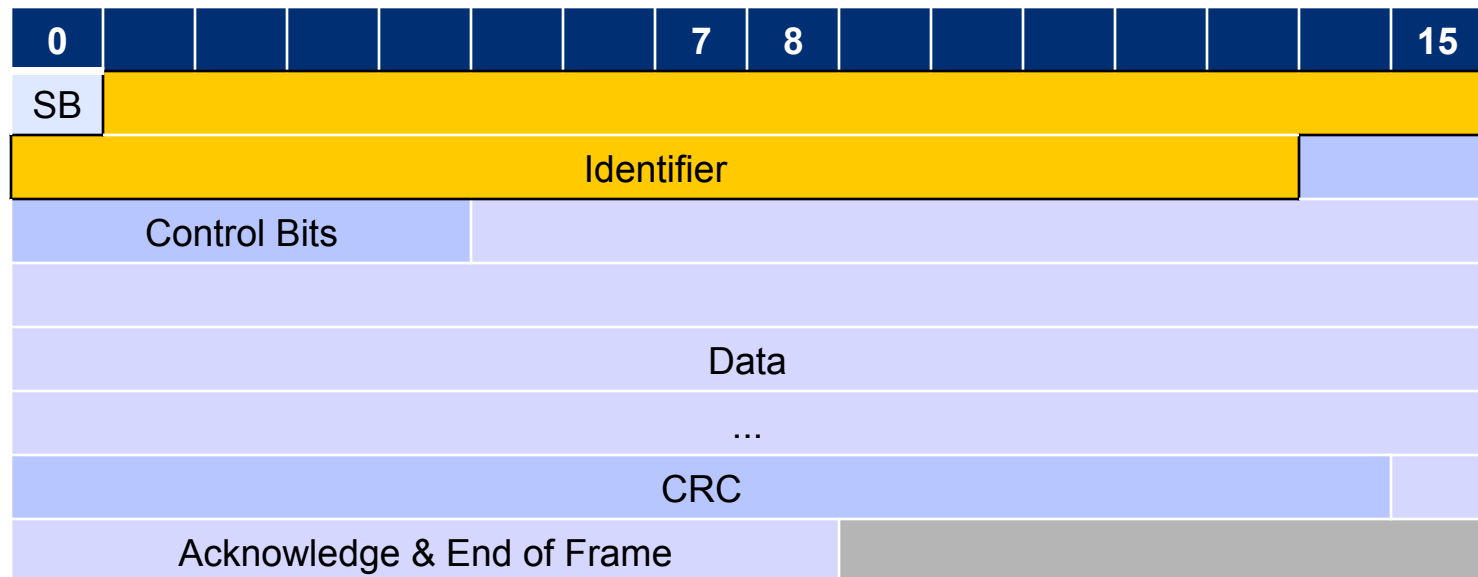 0 7 8 15
SB
Identifier
Control Bits
Data
...
CRC
Acknowledge & End of Frame